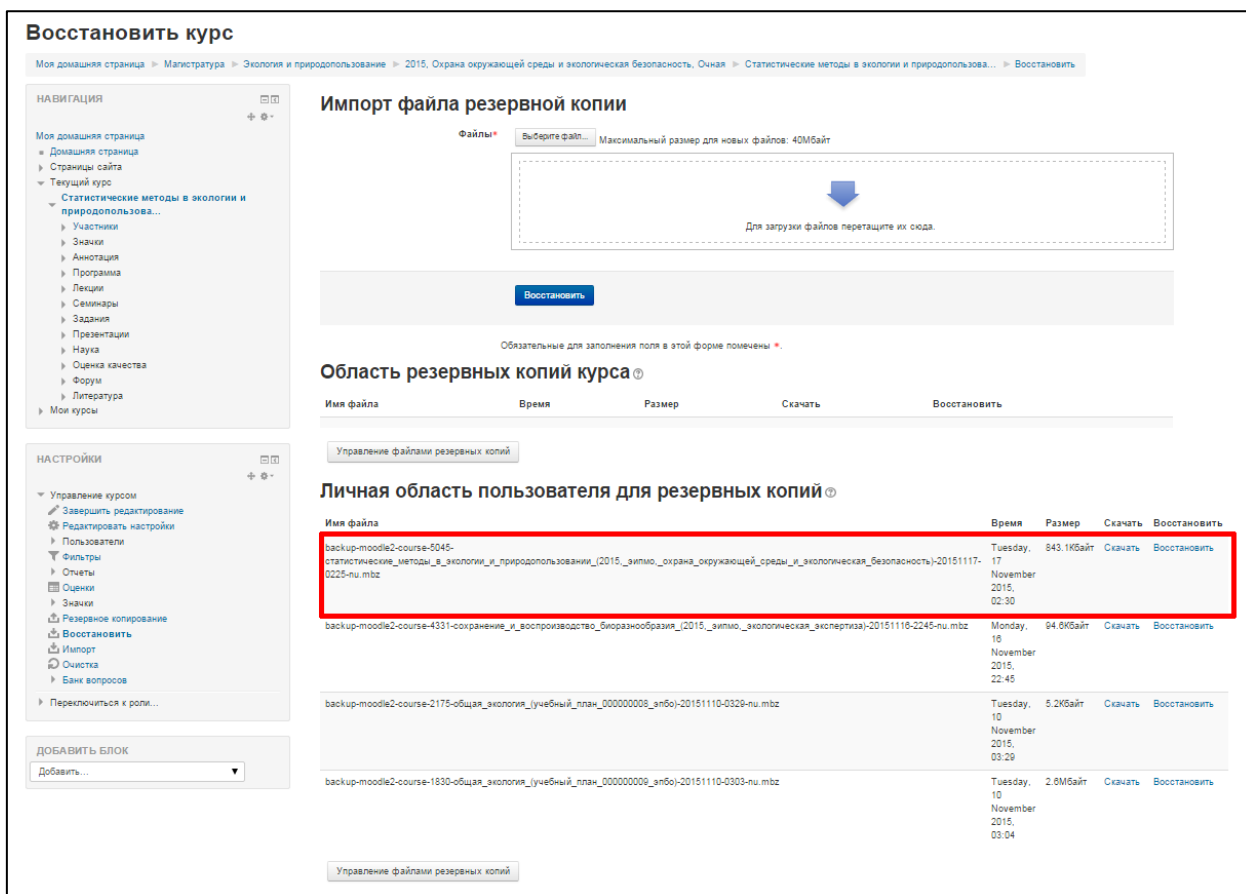 Восстановить курс
Моя домашняя страница ► Магистратура ► Экология и природопользование ► 2015, Охрана окружающей среды и экологическая безопасность, Очная ► Статистические методы в экологии и природопользова... ► Восстановить
НАВИГАЦИЯ
Моя домашняя страница
Домашняя страница
Страницы сайта
Текущий курс
Статистические методы в экологии и
природопользова...
Участники
Значки
Аннотация
Программа
Лекции
Семинары
Задания
Презентации
Наука
Оценка качества
Форум
Литература
Мои курсы
НАСТРОЙКИ
Управление курсом
Завершить редактирование
Редактировать настройки
Пользователи
Фильтры
Отчеты
Оценки
Значки
Резервное копирование
Восстановить
Импорт
Очистка
Банк вопросов
Переключиться к роли...
ДОБАВИТЬ БЛОК
Добавить...
Импорт файла резервной копии
Файлы* Выберите файл... Максимальный размер для новых файлов: 40Мбайт
Для загрузки файлов перетащите их сюда.
Восстановить
Обязательные для заполнения поля в этой форме помечены *.
Область резервных копий курса
Имя файла Время Размер Скачать Восстановить
Управление файлами резервных копий
Личная область пользователя для резервных копий
Имя файла Время Размер Скачать Восстановить
backup-moodle2-course-5045- Tuesday, 843.1Кбайт Скачать Восстановить
статистические_методы_в_экологии_и_природопользовании_(2015,_эипмо,_охрана_окружающей_среды_и_экологическая_безопасность)-20151117- 17
0225-nu.mbz November
2015,
02:30
backup-moodle2-course-4331-сохранение_и_воспроизводство_биоразнообразия_(2015,_эипмо,_экологическая_экспертиза)-20151116-2245-nu.mbz Monday, 94.6Кбайт Скачать Восстановить
16
November
2015,
22:45
backup-moodle2-course-2175-общая_экология_(учебный_план_000000008_эпбо)-20151110-0329-nu.mbz Tuesday, 5.2Кбайт Скачать Восстановить
10
November
2015,
03:29
backup-moodle2-course-1830-общая_экология_(учебный_план_000000009_эпбо)-20151110-0303-nu.mbz Tuesday, 2.6Мбайт Скачать Восстановить
10
November
2015,
03:04
Управление файлами резервных копий